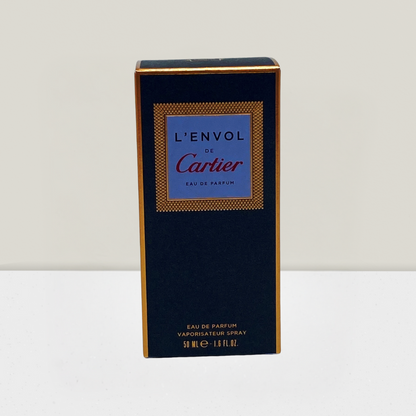 L'ENVOL
DE
Cartier
EAU DE PARFUM
EAU DE PARFUM
VAPORISATEUR SPRAY
50 ML ℮ - 1.6 FL.OZ.